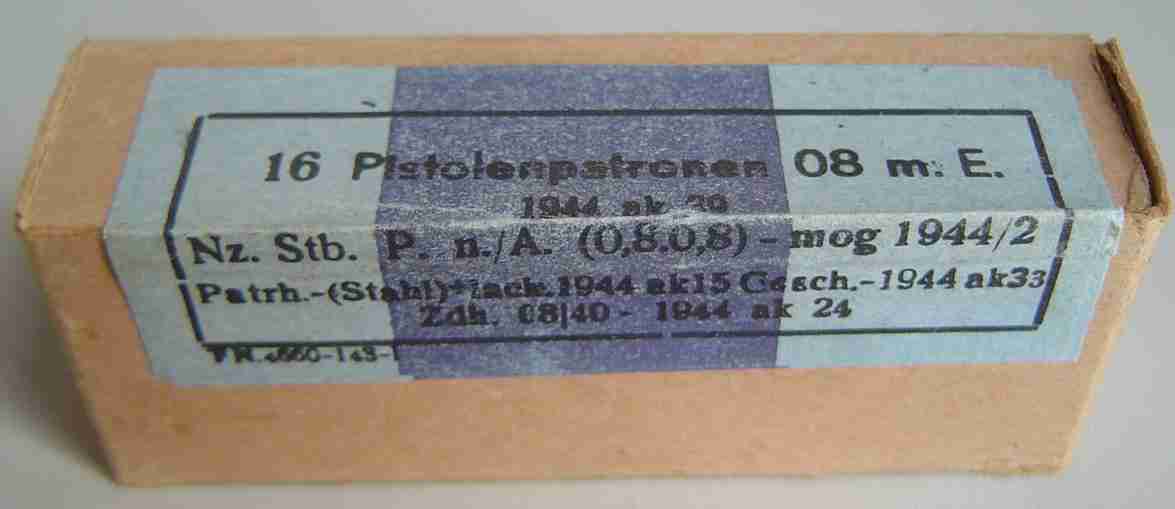 16 Pistolenpatronen 08 m. E.
1944 ak 29
Nz. Stb. P. n./A. (0,8.0,8) - mog 1944/2
Patrh.-(Stahl) lack. 1944 ak15 Gesch.-1944 ak33
Zdh. 08|40 - 1944 ak 24